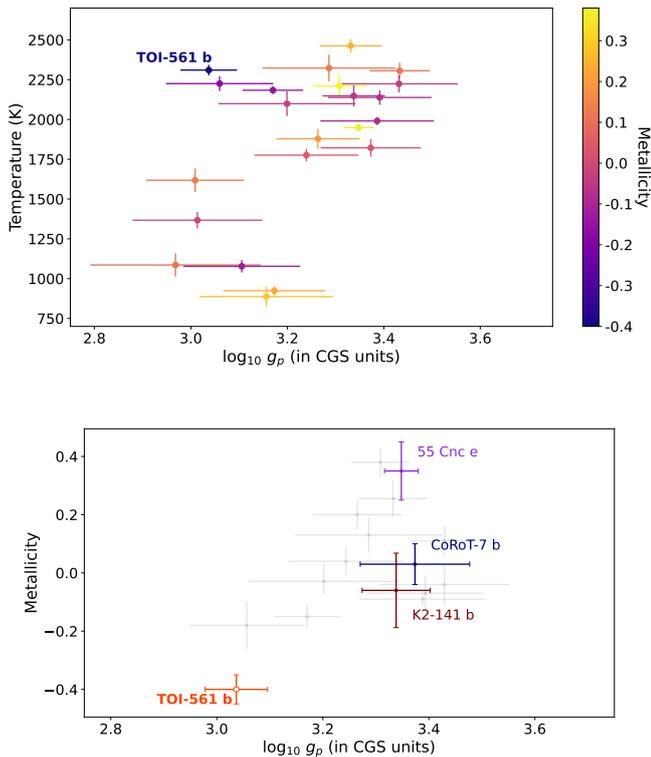 2500
2250
2000
1750
1500
1250
1000
750
Temperature (K)
TOI-561 b
2.8 3.0 3.2 3.4 3.6
log₁₀ gₚ (in CGS units)
0.3
0.2
0.1
0.0
-0.1
-0.2
-0.3
-0.4
Metallicity
0.4
0.2
0.0
−0.2
−0.4
Metallicity
55 Cnc e
CoRoT-7 b
K2-141 b
TOI-561 b
2.8 3.0 3.2 3.4 3.6
log₁₀ gₚ (in CGS units)